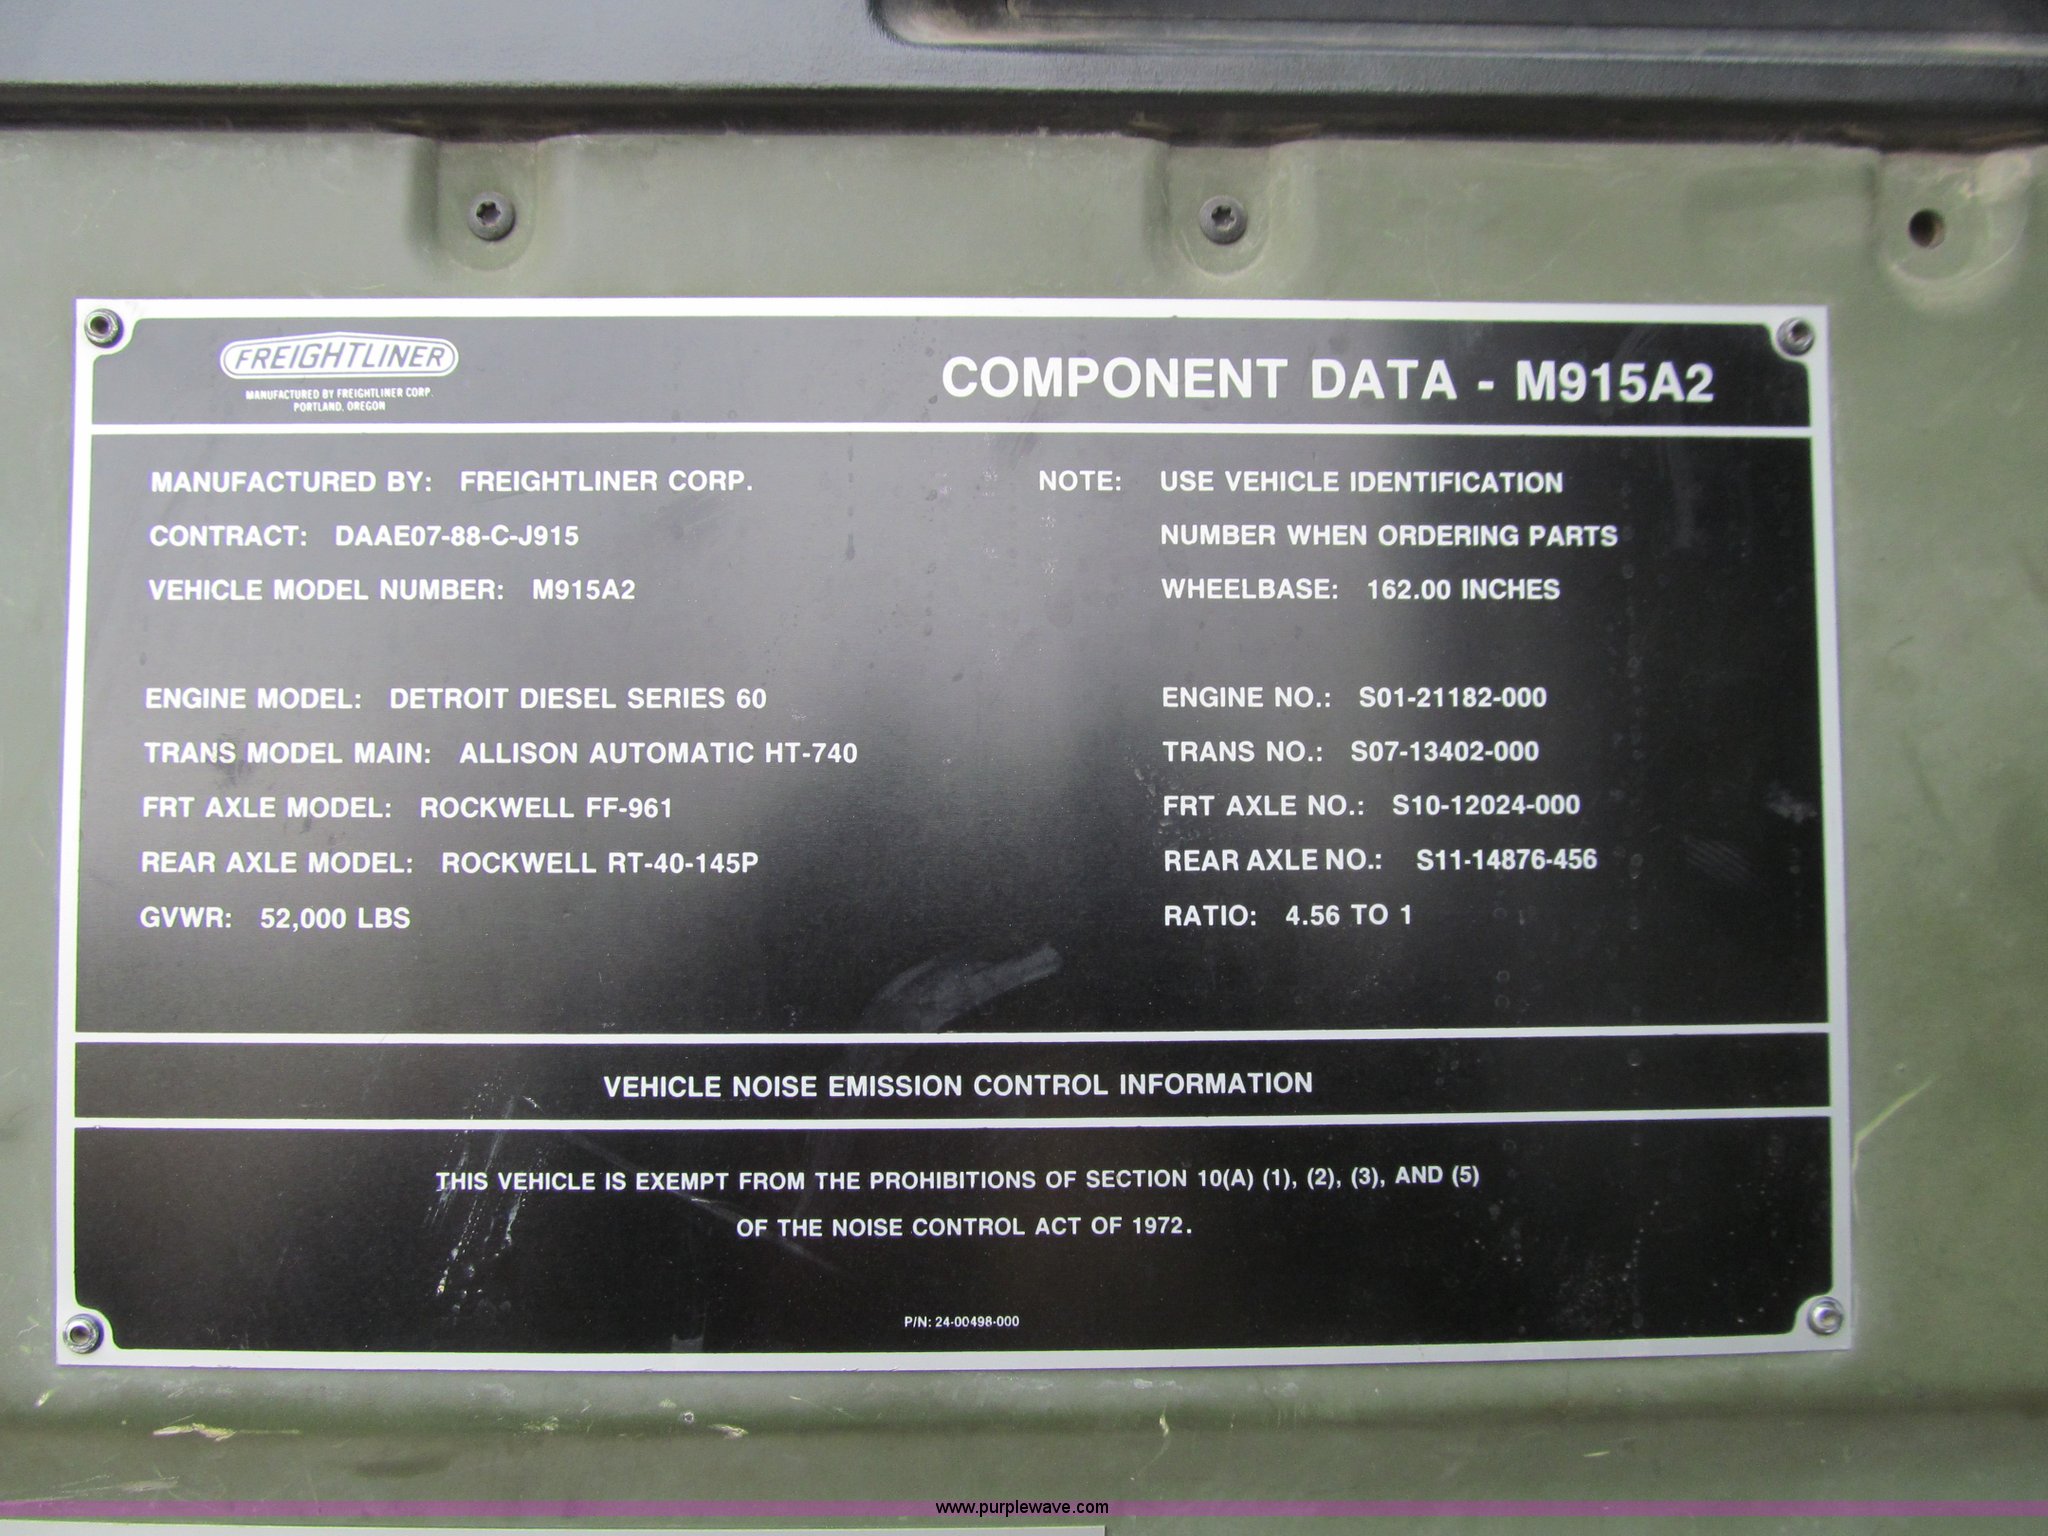 FREIGHTLINER
MANUFACTURED BY FREIGHTLINER CORP.
PORTLAND, OREGON
COMPONENT DATA - M915A2
MANUFACTURED BY: FREIGHTLINER CORP.
CONTRACT: DAAE07-88-C-J915
VEHICLE MODEL NUMBER: M915A2
NOTE: USE VEHICLE IDENTIFICATION
NUMBER WHEN ORDERING PARTS
WHEELBASE: 162.00 INCHES
ENGINE MODEL: DETROIT DIESEL SERIES 60
TRANS MODEL MAIN: ALLISON AUTOMATIC HT-740
FRT AXLE MODEL: ROCKWELL FF-961
REAR AXLE MODEL: ROCKWELL RT-40-145P
GVWR: 52,000 LBS
ENGINE NO.: S01-21182-000
TRANS NO.: S07-13402-000
FRT AXLE NO.: S10-12024-000
REAR AXLE NO.: S11-14876-456
RATIO: 4.56 TO 1
VEHICLE NOISE EMISSION CONTROL INFORMATION
THIS VEHICLE IS EXEMPT FROM THE PROHIBITIONS OF SECTION 10(A) (1), (2), (3), AND (5)
OF THE NOISE CONTROL ACT OF 1972.
P/N: 24-00498-000
www.purplewave.com